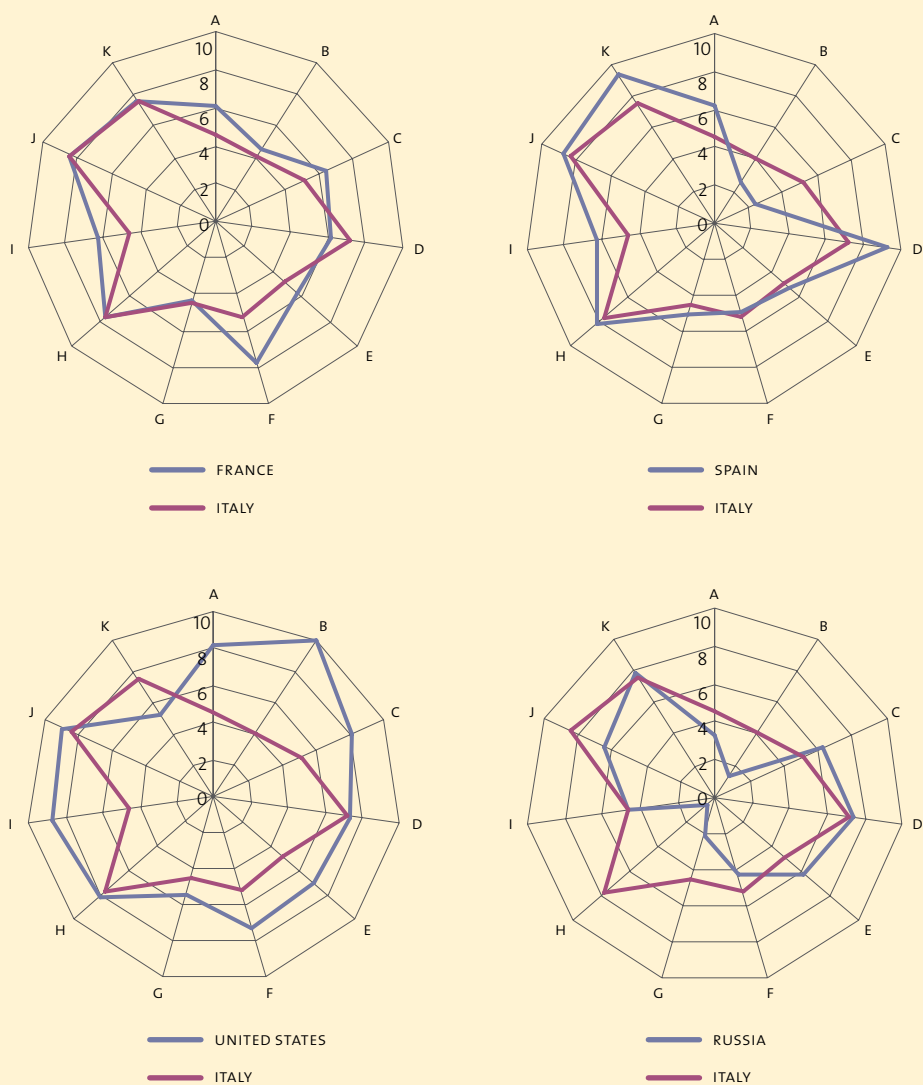 A
B
C
D
E
F
G
H
I
J
K
10
8
6
4
2
0
FRANCE
ITALY
A
B
C
D
E
F
G
H
I
J
K
10
8
6
4
2
0
SPAIN
ITALY
A
B
C
D
E
F
G
H
I
J
K
10
8
6
4
2
0
UNITED STATES
ITALY
A
B
C
D
E
F
G
H
I
J
K
10
8
6
4
2
0
RUSSIA
ITALY